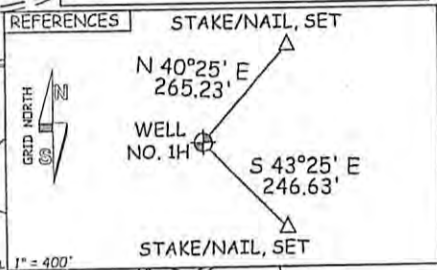 REFERENCES
STAKE/NAIL, SET
N 40°25' E
265.23'
GRID NORTH
N
S
WELL
NO. 1H
S 43°25' E
246.63'
STAKE/NAIL, SET
1" = 400'